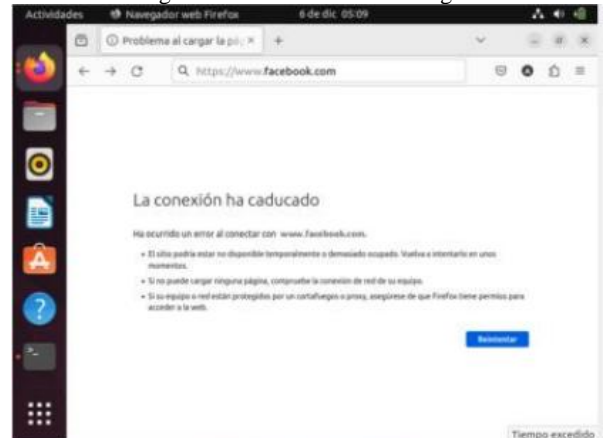 Actividades Navegador web Firefox 6 de dic 05:09
Problema al cargar la pág
https://www.facebook.com
La conexión ha caducado
Ha ocurrido un error al conectar con www.facebook.com.
• El sitio podría estar no disponible temporalmente o demasiado ocupado. Vuelva a intentarlo en unos
momentos.
• Si no puede cargar ninguna página, compruebe la conexión de red de su equipo.
• Si su equipo o red están protegidos por un cortafuegos o proxy, asegúrese de que Firefox tiene permiso para
acceder a la web.
Reintentar
Tiempo excedido